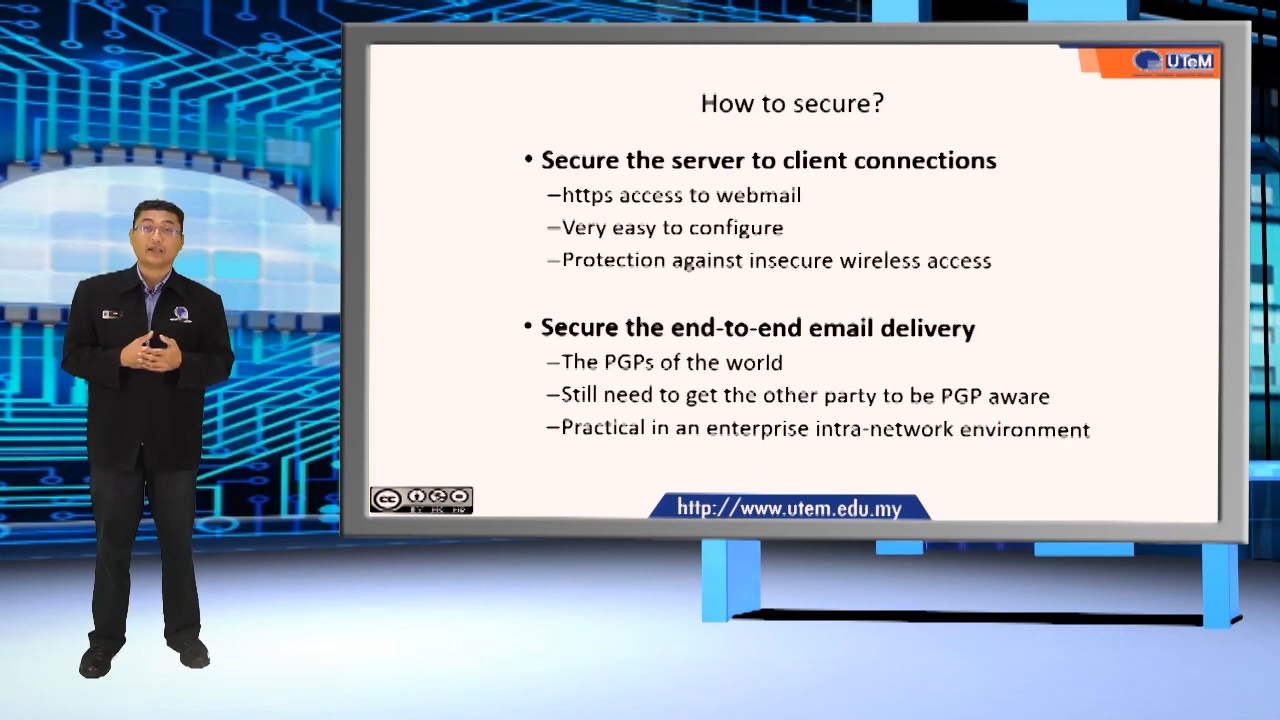 UTeM
How to secure?
• Secure the server to client connections
–https access to webmail
–Very easy to configure
–Protection against insecure wireless access
• Secure the end-to-end email delivery
–The PGPs of the world
–Still need to get the other party to be PGP aware
–Practical in an enterprise intra-network environment
cc
http://www.utem.edu.my